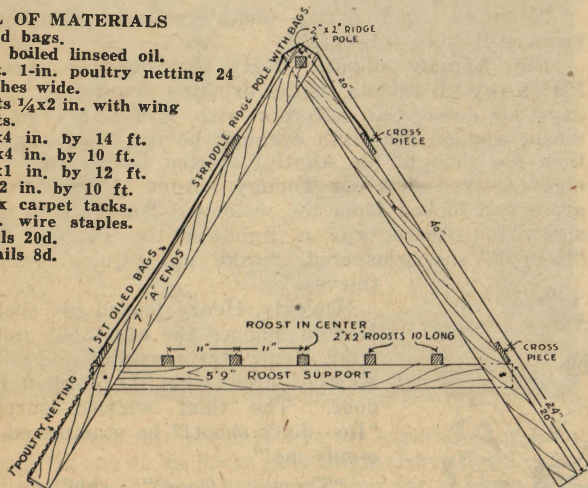 L OF MATERIALS
d bags.
boiled linseed oil.
1-in. poultry netting 24
ches wide.
ts ¼x2 in. with wing
ts.
x4 in. by 14 ft.
x4 in. by 10 ft.
x1 in. by 12 ft.
2 in. by 10 ft.
x carpet tacks.
. wire staples.
ils 20d.
ails 8d.
2"x2" RIDGE
POLE
STRADDLE RIDGE POLE WITH BAGS
20"
CROSS
PIECE
40"
1 SET OILED BAGS
7' "A" ENDS
ROOST IN CENTER
11"
11"
2"x2" ROOSTS 10 LONG
CROSS
PIECE
5'9" ROOST SUPPORT
1" POULTRY NETTING
24"
20"